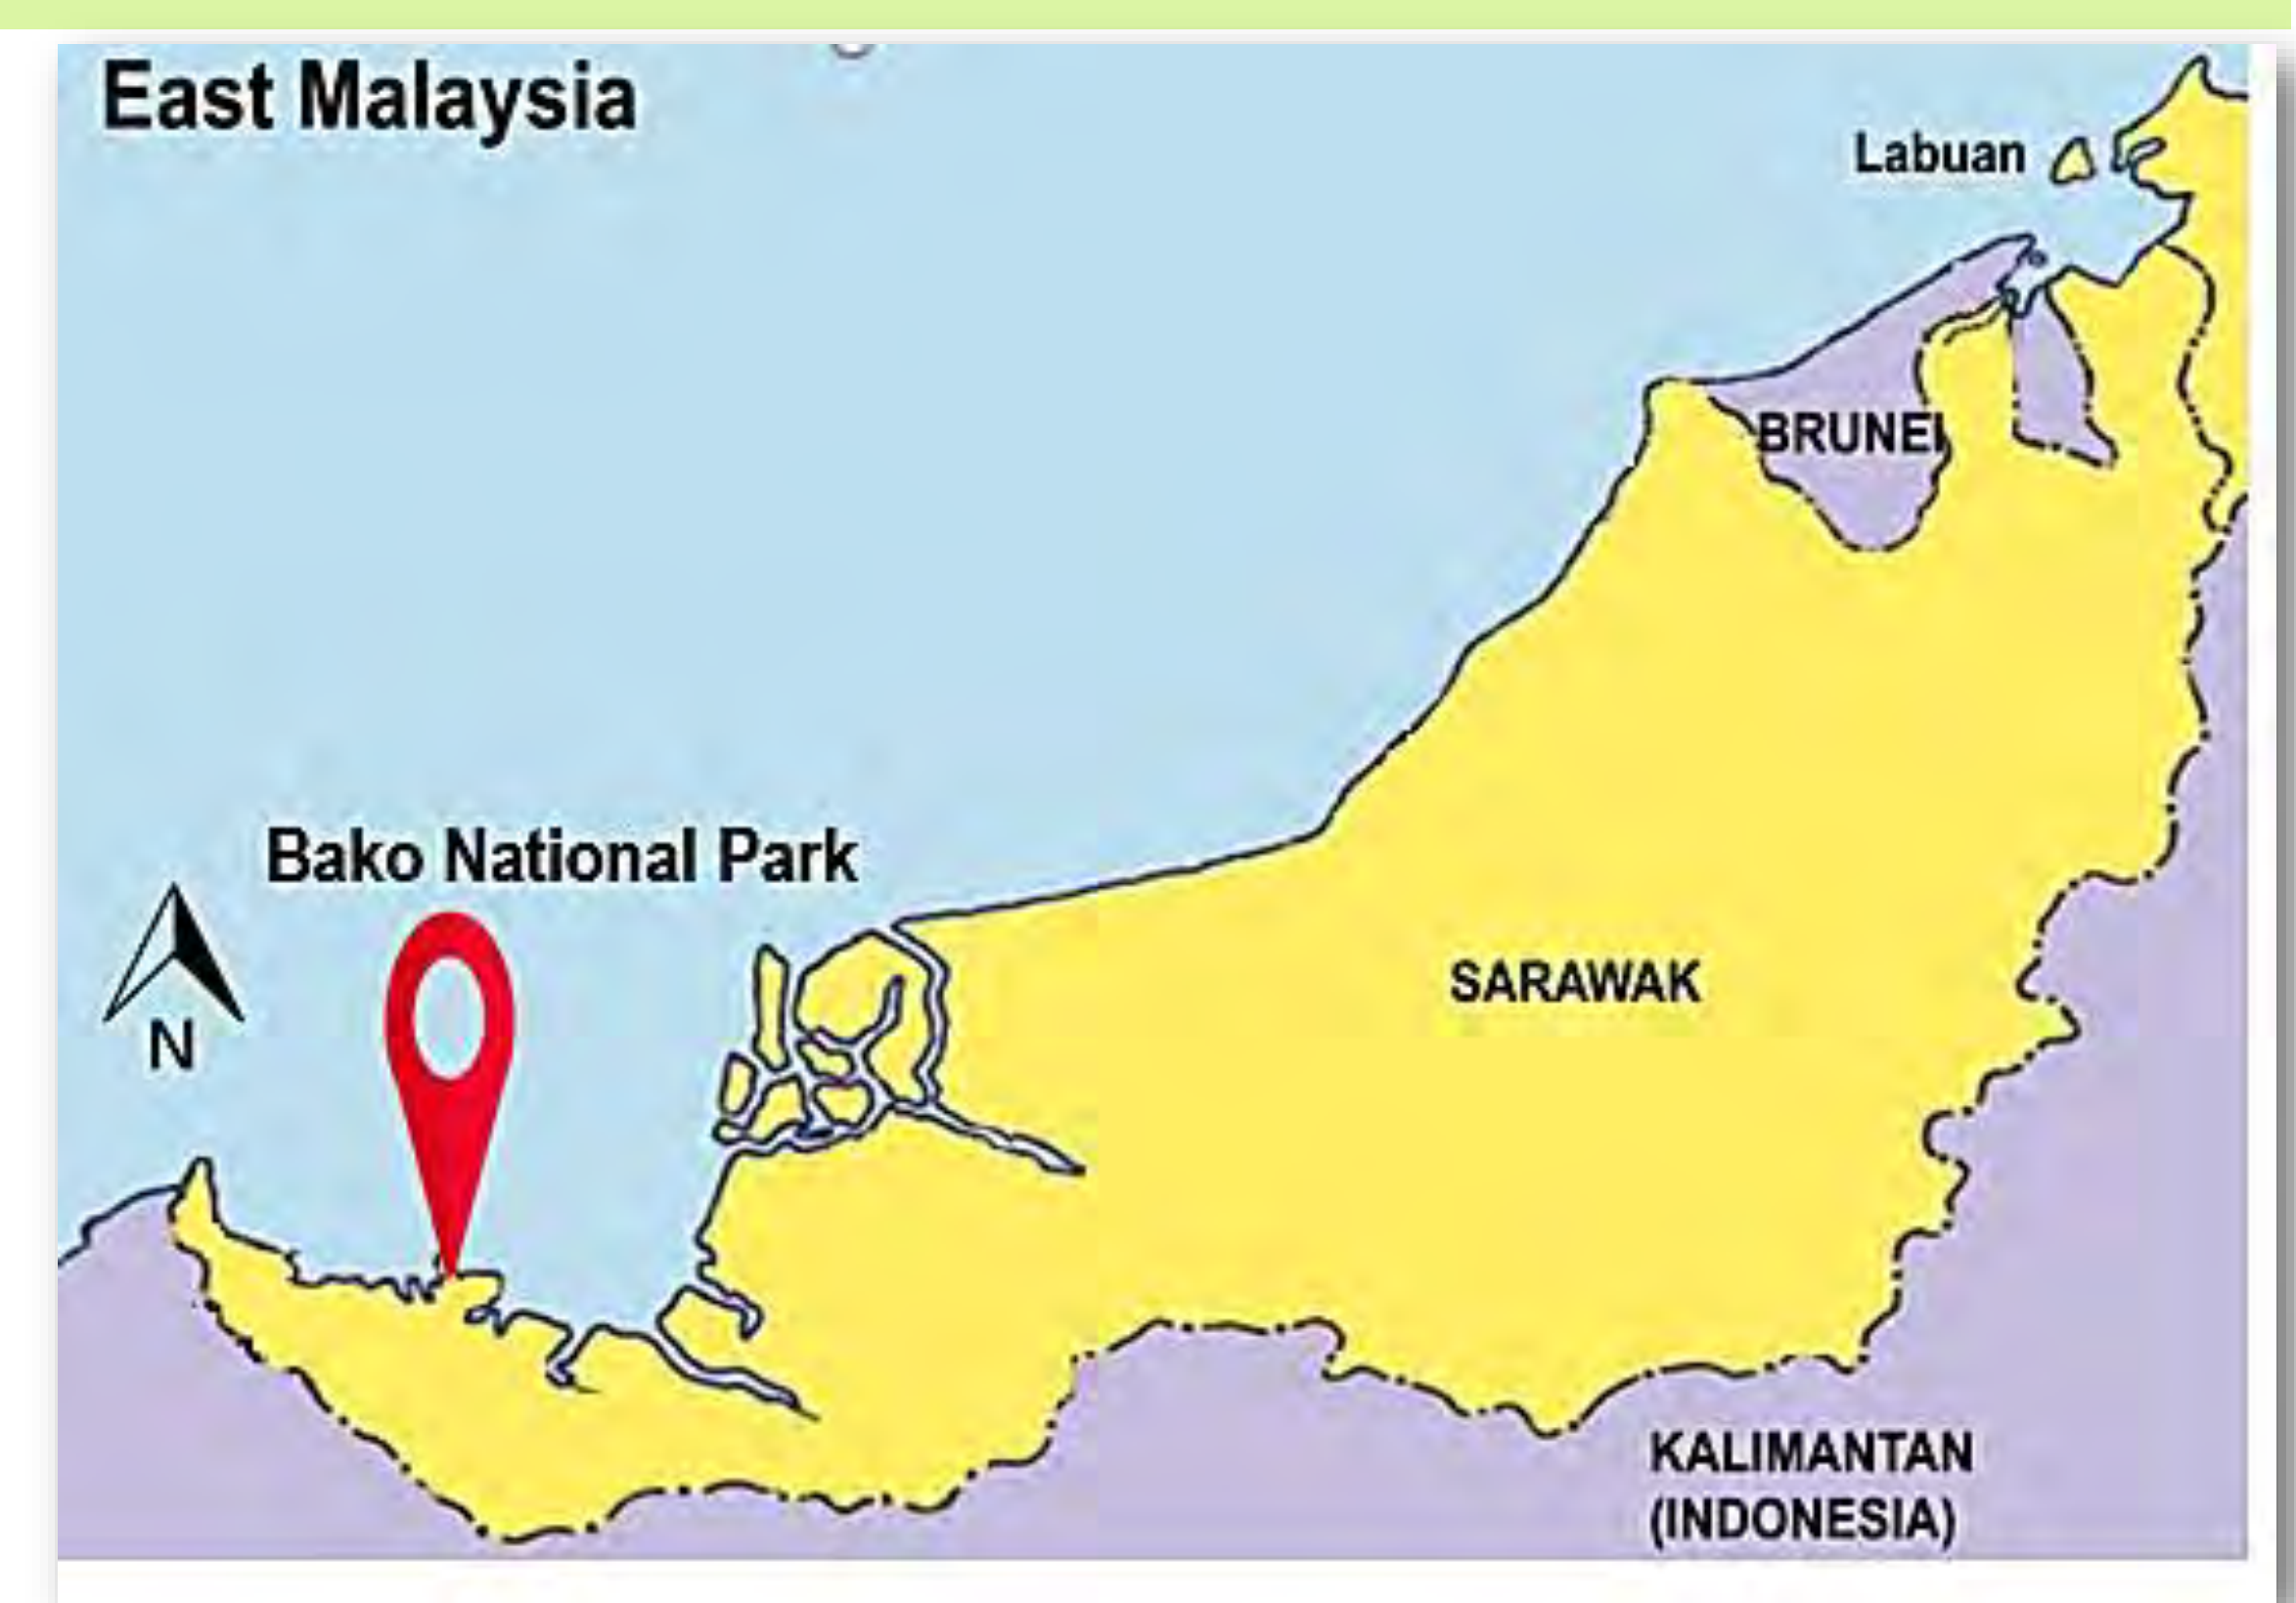 East Malaysia
Labuan
BRUNEI
Bako National Park
N
SARAWAK
KALIMANTAN
(INDONESIA)